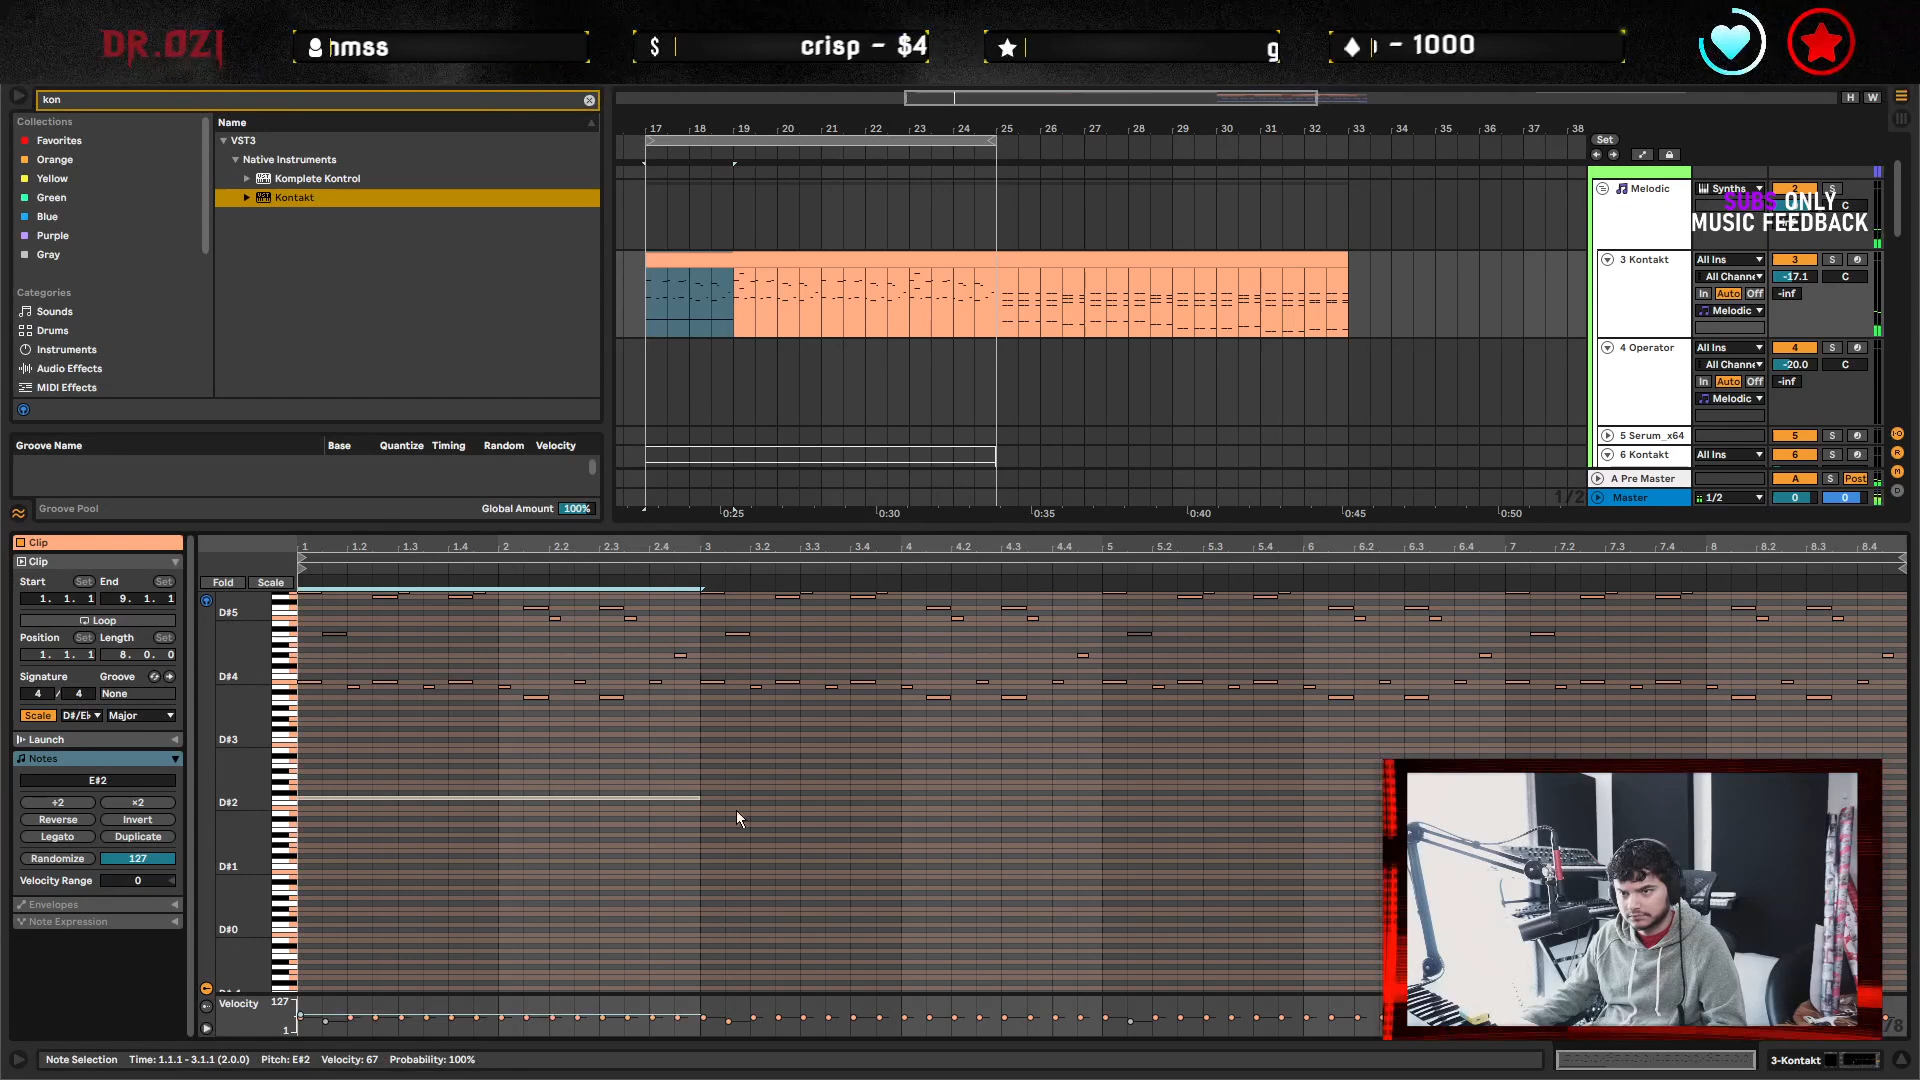 DR.OZI
hmss
$ crisp - $4
g
- 1000
kon
H W
Collections
Favorites
Orange
Yellow
Green
Blue
Purple
Gray
Categories
Sounds
Drums
Instruments
Audio Effects
MIDI Effects
Name
VST3
Native Instruments
Komplete Kontrol
Kontakt
Groove Name Base Quantize Timing Random Velocity
Groove Pool Global Amount 100%
17 18 19 20 21 22 23 24 25 26 27 28 29 30 31 32 33 34 35 36 37 38
Set
Melodic Synths 2 S
SUBS ONLY
MUSIC FEEDBACK
C
3 Kontakt All Ins 3 S
All Channe -17.1 C
In Auto Off -inf
Melodic
4 Operator All Ins 4 S
All Channe -20.0 C
In Auto Off -inf
Melodic
5 Serum_x64 5 S
6 Kontakt All Ins 6 S
A Pre Master A S Post
1/2 Master 1/2 0 0
0:25 0:30 0:35 0:40 0:45 0:50
Clip
Clip
Start Set End Set
1. 1. 1 9. 1. 1
Loop
Position Set Length Set
1. 1. 1 8. 0. 0
Signature Groove
4 / 4 None
Scale D#/Eb Major
Launch
Notes
E#2
÷2 ×2
Reverse Invert
Legato Duplicate
Randomize 127
Velocity Range 0
Envelopes
Note Expression
1 1.2 1.3 1.4 2 2.2 2.3 2.4 3 3.2 3.3 3.4 4 4.2 4.3 4.4 5 5.2 5.3 5.4 6 6.2 6.3 6.4 7 7.2 7.3 7.4 8 8.2 8.3 8.4
Fold Scale
D#5
D#4
D#3
D#2
D#1
D#0
Velocity 127
1
/8
Note Selection Time: 1.1.1 - 3.1.1 (2.0.0) Pitch: E#2 Velocity: 67 Probability: 100%
3-Kontakt